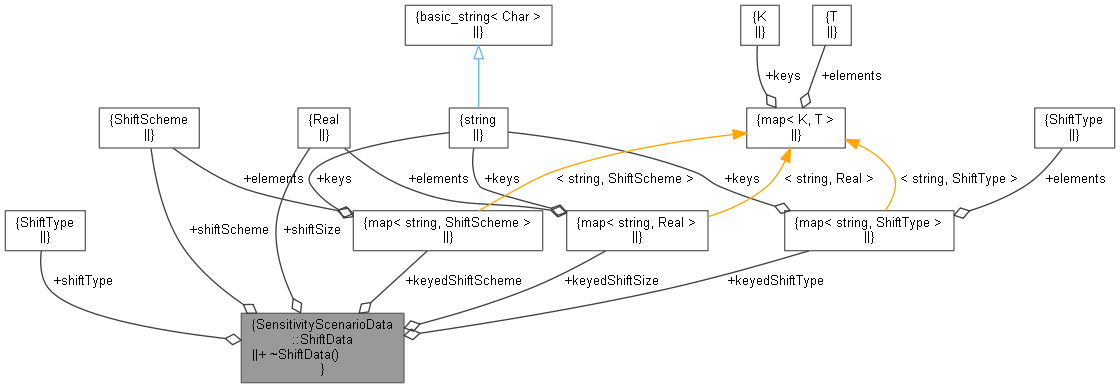 {basic_string< Char >
||}
{K
||}
{T
||}
+keys
+elements
{ShiftScheme
||}
{Real
||}
{string
||}
{map< K, T >
||}
{ShiftType
||}
+elements
+keys
+elements
+keys
< string, ShiftScheme >
+keys
< string, Real >
< string, ShiftType >
+elements
{ShiftType
||}
{map< string, ShiftScheme >
||}
{map< string, Real >
||}
{map< string, ShiftType >
||}
+shiftScheme
+shiftSize
+shiftType
+keyedShiftScheme
+keyedShiftSize
+keyedShiftType
{SensitivityScenarioData
::ShiftData
||+ ~ShiftData()
}